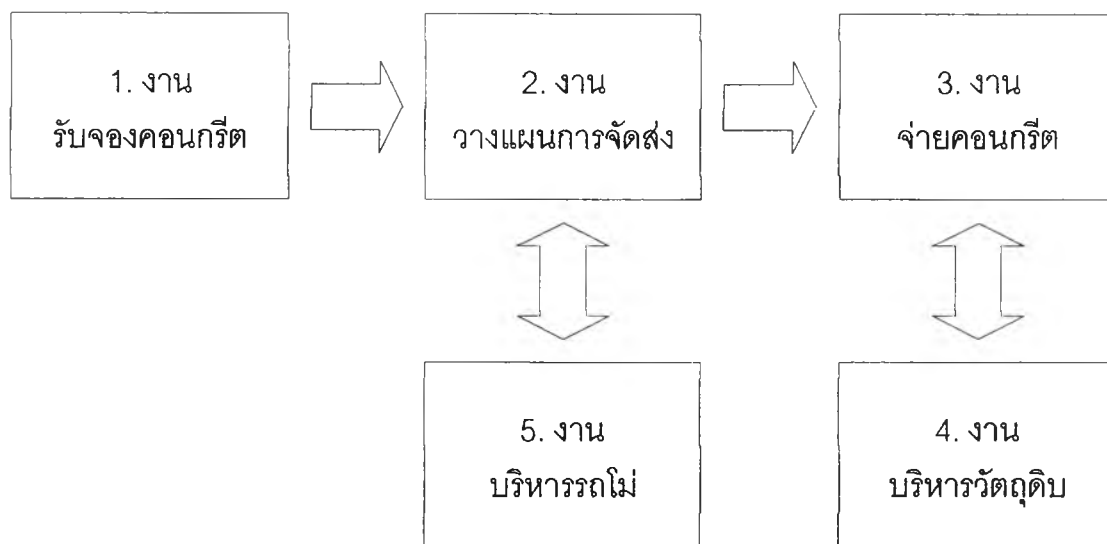 1. งาน
รับจองคอนกรีต
2. งาน
วางแผนการจัดส่ง
3. งาน
จ่ายคอนกรีต
5. งาน
บริหารรถโม่
4. งาน
บริหารวัตถุดิบ